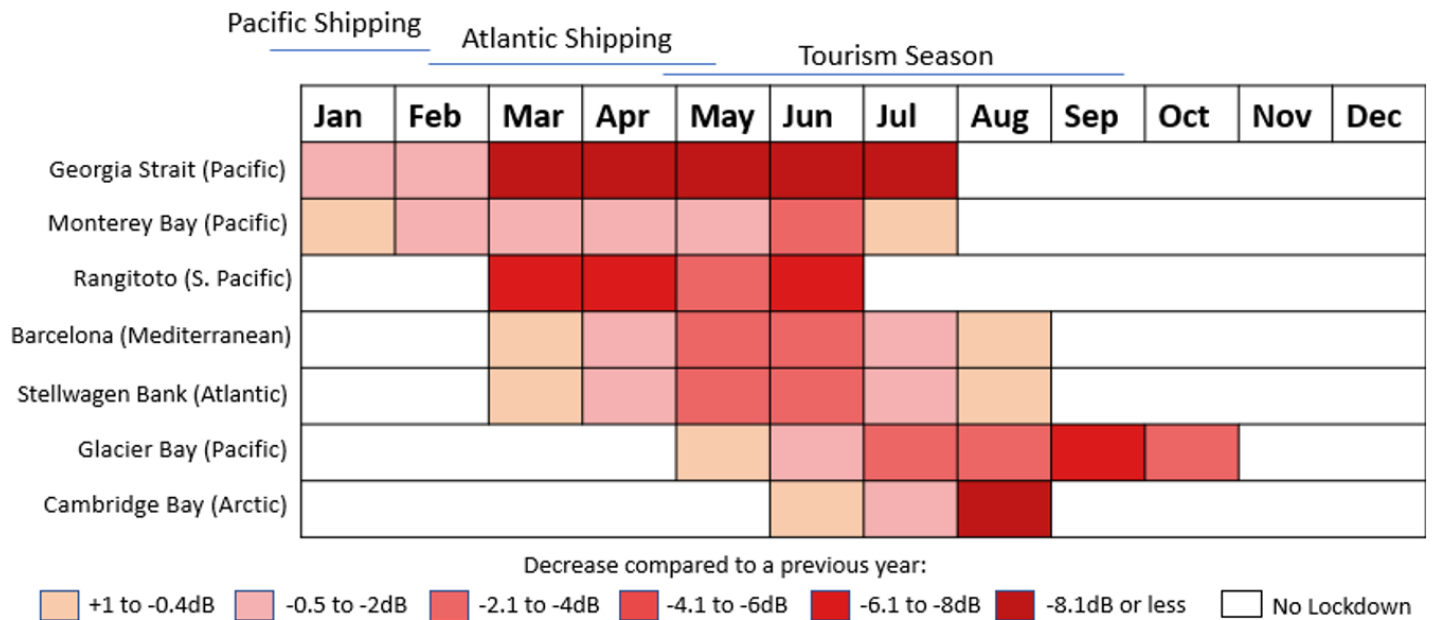 Pacific Shipping
Atlantic Shipping
Tourism Season
Jan Feb Mar Apr May Jun Jul Aug Sep Oct Nov Dec
Georgia Strait (Pacific)
Monterey Bay (Pacific)
Rangitoto (S. Pacific)
Barcelona (Mediterranean)
Stellwagen Bank (Atlantic)
Glacier Bay (Pacific)
Cambridge Bay (Arctic)
Decrease compared to a previous year:
+1 to -0.4dB -0.5 to -2dB -2.1 to -4dB -4.1 to -6dB -6.1 to -8dB -8.1dB or less No Lockdown